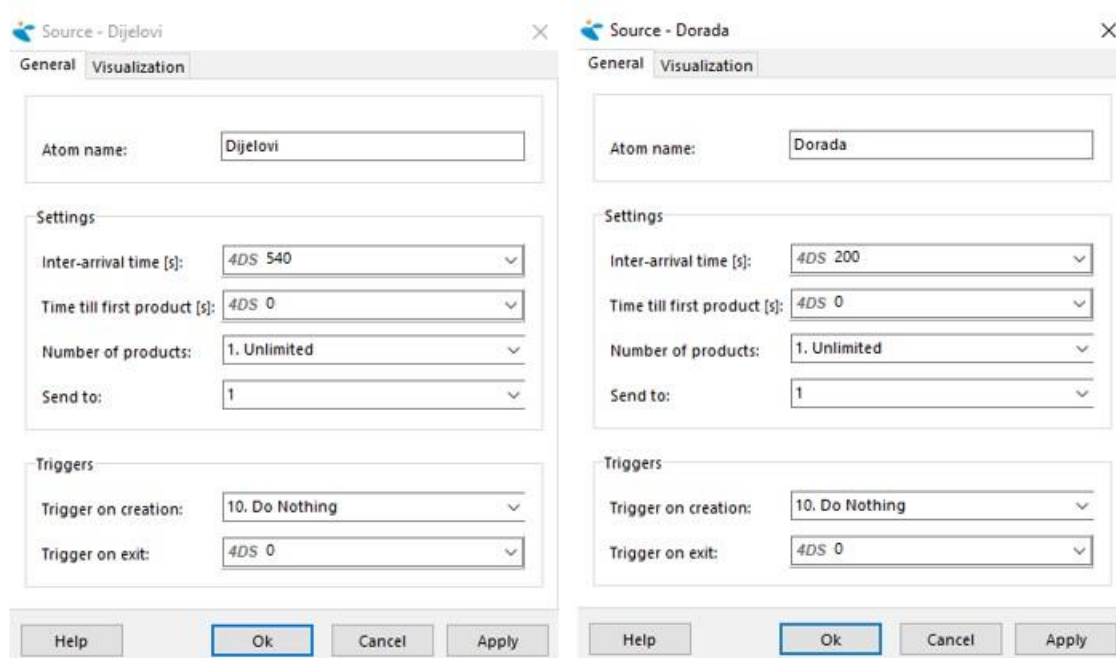 Source - Dijelovi
General Visualization
Atom name: Dijelovi
Settings
Inter-arrival time [s]: 4DS 540
Time till first product [s]: 4DS 0
Number of products: 1. Unlimited
Send to: 1
Triggers
Trigger on creation: 10. Do Nothing
Trigger on exit: 4DS 0
Help Ok Cancel Apply
Source - Dorada
General Visualization
Atom name: Dorada
Settings
Inter-arrival time [s]: 4DS 200
Time till first product [s]: 4DS 0
Number of products: 1. Unlimited
Send to: 1
Triggers
Trigger on creation: 10. Do Nothing
Trigger on exit: 4DS 0
Help Ok Cancel Apply